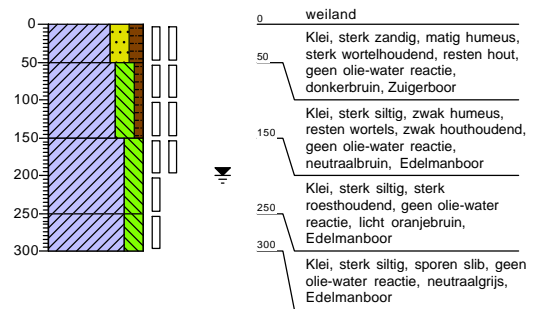 0
50
100
150
200
250
300
0
weiland
Klei, sterk zandig, matig humeus,
sterk wortelhoudend, resten hout,
geen olie-water reactie,
donkerbruin, Zuigerboor
50
Klei, sterk siltig, zwak humeus,
resten wortels, zwak houthoudend,
geen olie-water reactie,
neutraalbruin, Edelmanboor
150
Klei, sterk siltig, sterk
roesthoudend, geen olie-water
reactie, licht oranjebruin,
Edelmanboor
250
Klei, sterk siltig, sporen slib, geen
olie-water reactie, neutraalgrijs,
Edelmanboor
300